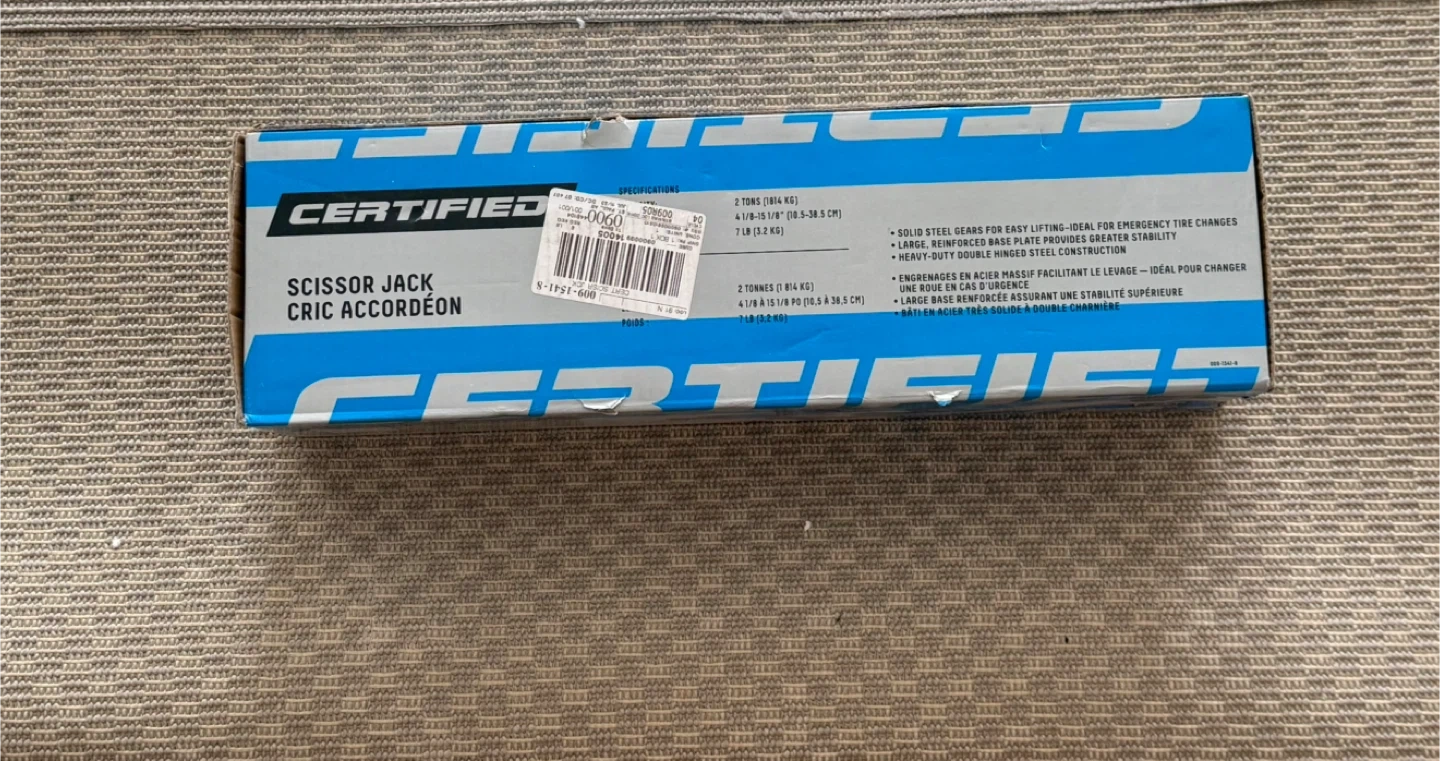 CERTIFIED
SCISSOR JACK
CRIC ACCORDÉON
SPECIFICATIONS
2 TONS (1814 KG)
4 1/8-15 1/8" (10.5-38.5 CM)
7 LB (3.2 KG)
2 TONNES (1 814 KG)
4 1/8 À 15 1/8 PO (10,5 À 38,5 CM)
POIDS
7 LB (3,2 KG)
• SOLID STEEL GEARS FOR EASY LIFTING-IDEAL FOR EMERGENCY TIRE CHANGES
• LARGE, REINFORCED BASE PLATE PROVIDES GREATER STABILITY
• HEAVY-DUTY DOUBLE HINGED STEEL CONSTRUCTION
• ENGRENAGES EN ACIER MASSIF FACILITANT LE LEVAGE — IDÉAL POUR CHANGER
UNE ROUE EN CAS D'URGENCE
• LARGE BASE RENFORCÉE ASSURANT UNE STABILITÉ SUPÉRIEURE
• BÂTI EN ACIER TRÈS SOLIDE À DOUBLE CHARNIÈRE
009-1541-8
009-1541-8
04
009R05
0900
CERTIFIED